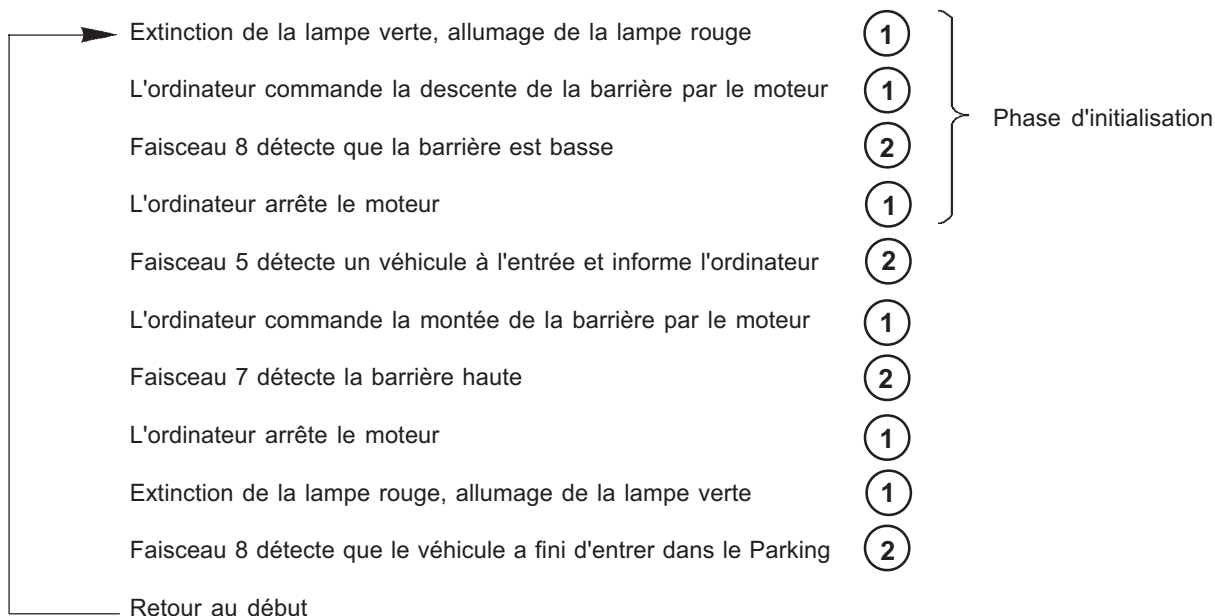 Extinction de la lampe verte, allumage de la lampe rouge 1
L'ordinateur commande la descente de la barrière par le moteur 1
Phase d'initialisation
Faisceau 8 détecte que la barrière est basse 2
L'ordinateur arrête le moteur 1
Faisceau 5 détecte un véhicule à l'entrée et informe l'ordinateur 2
L'ordinateur commande la montée de la barrière par le moteur 1
Faisceau 7 détecte la barrière haute 2
L'ordinateur arrête le moteur 1
Extinction de la lampe rouge, allumage de la lampe verte 1
Faisceau 8 détecte que le véhicule a fini d'entrer dans le Parking 2
Retour au début